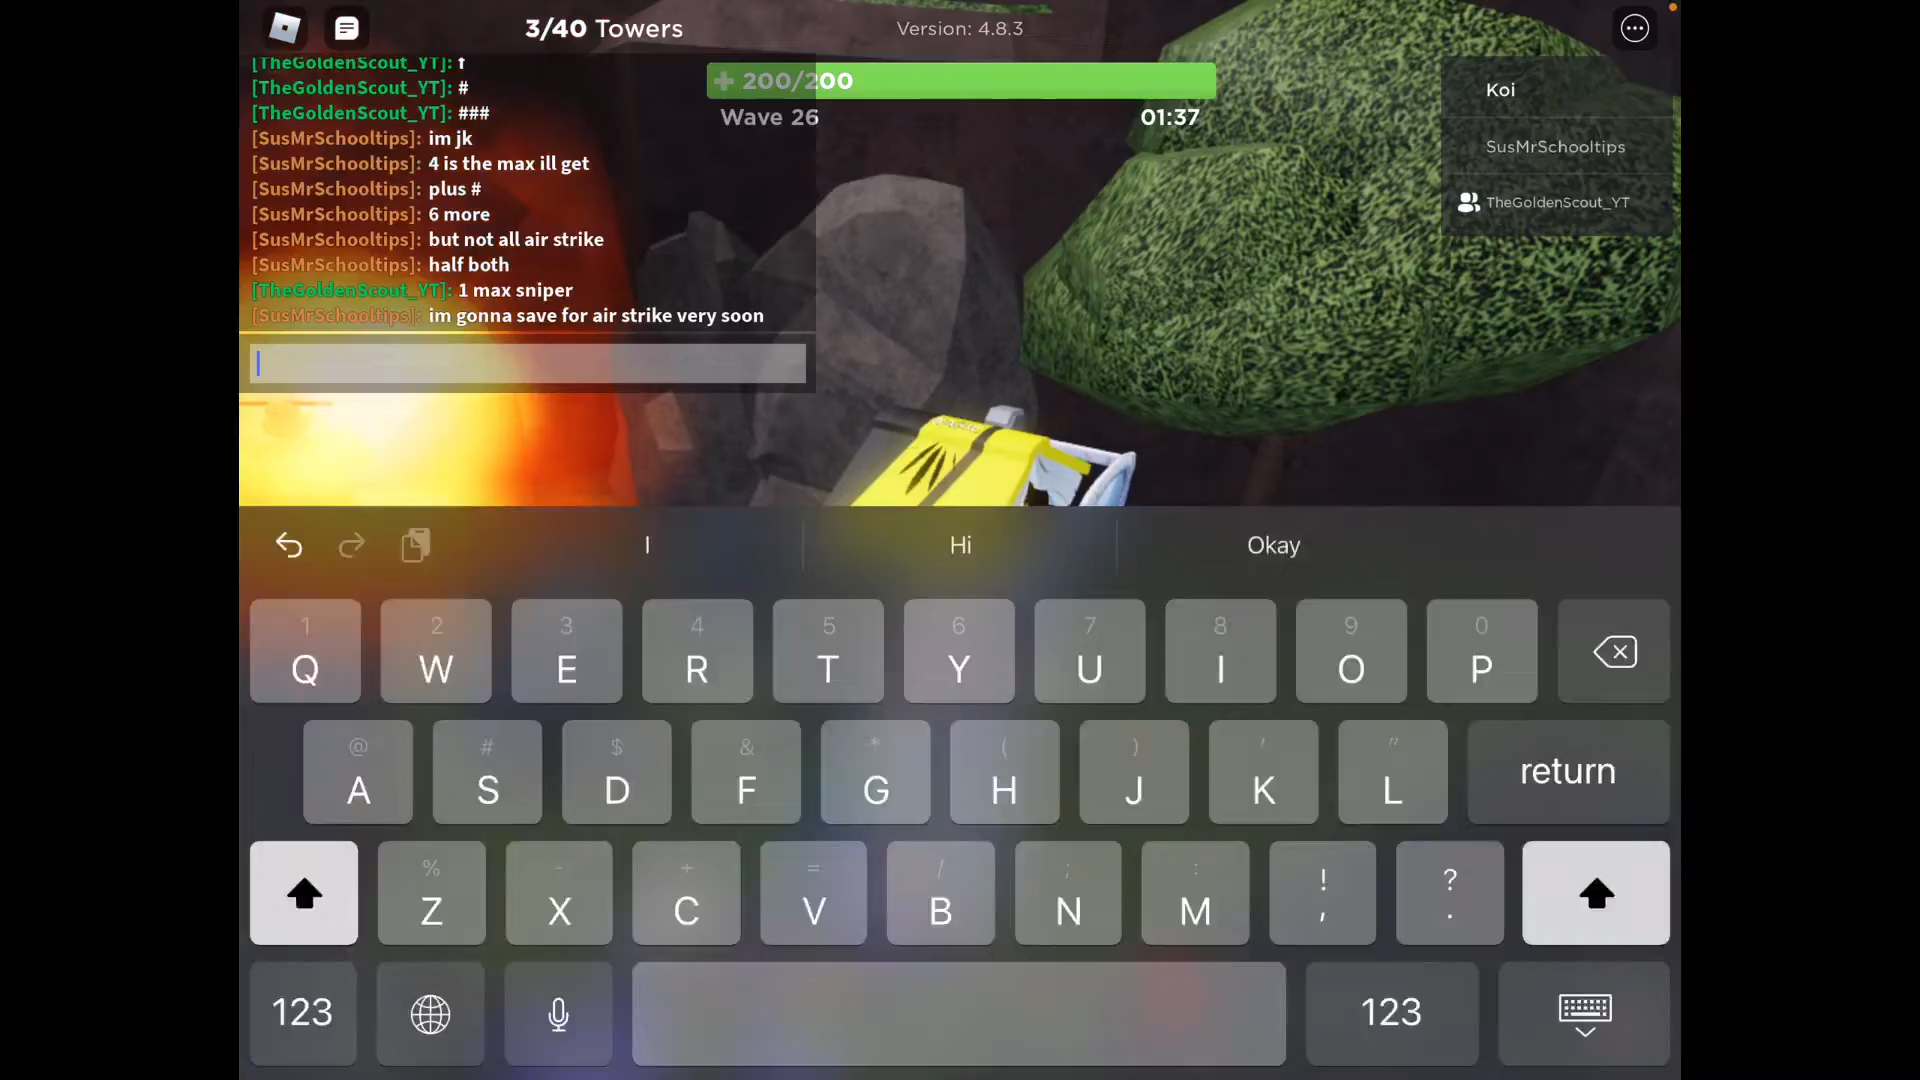 3/40 Towers
Version: 4.8.3
[TheGoldenScout_YT]: f
[TheGoldenScout_YT]: #
[TheGoldenScout_YT]: ###
[SusMrSchooltips]: im jk
[SusMrSchooltips]: 4 is the max ill get
[SusMrSchooltips]: plus #
[SusMrSchooltips]: 6 more
[SusMrSchooltips]: but not all air strike
[SusMrSchooltips]: half both
[TheGoldenScout_YT]: 1 max sniper
[SusMrSchooltips]: im gonna save for air strike very soon
200/200
Wave 26
01:37
Koi
SusMrSchooltips
TheGoldenScout_YT
I Hi Okay
1 2 3 4 5 6 7 8 9 0
Q W E R T Y U I O P
@ # $ & * ( ) ' "
A S D F G H J K L return
% - + = / ; : ! ?
Z X C V B N M , .
123 123